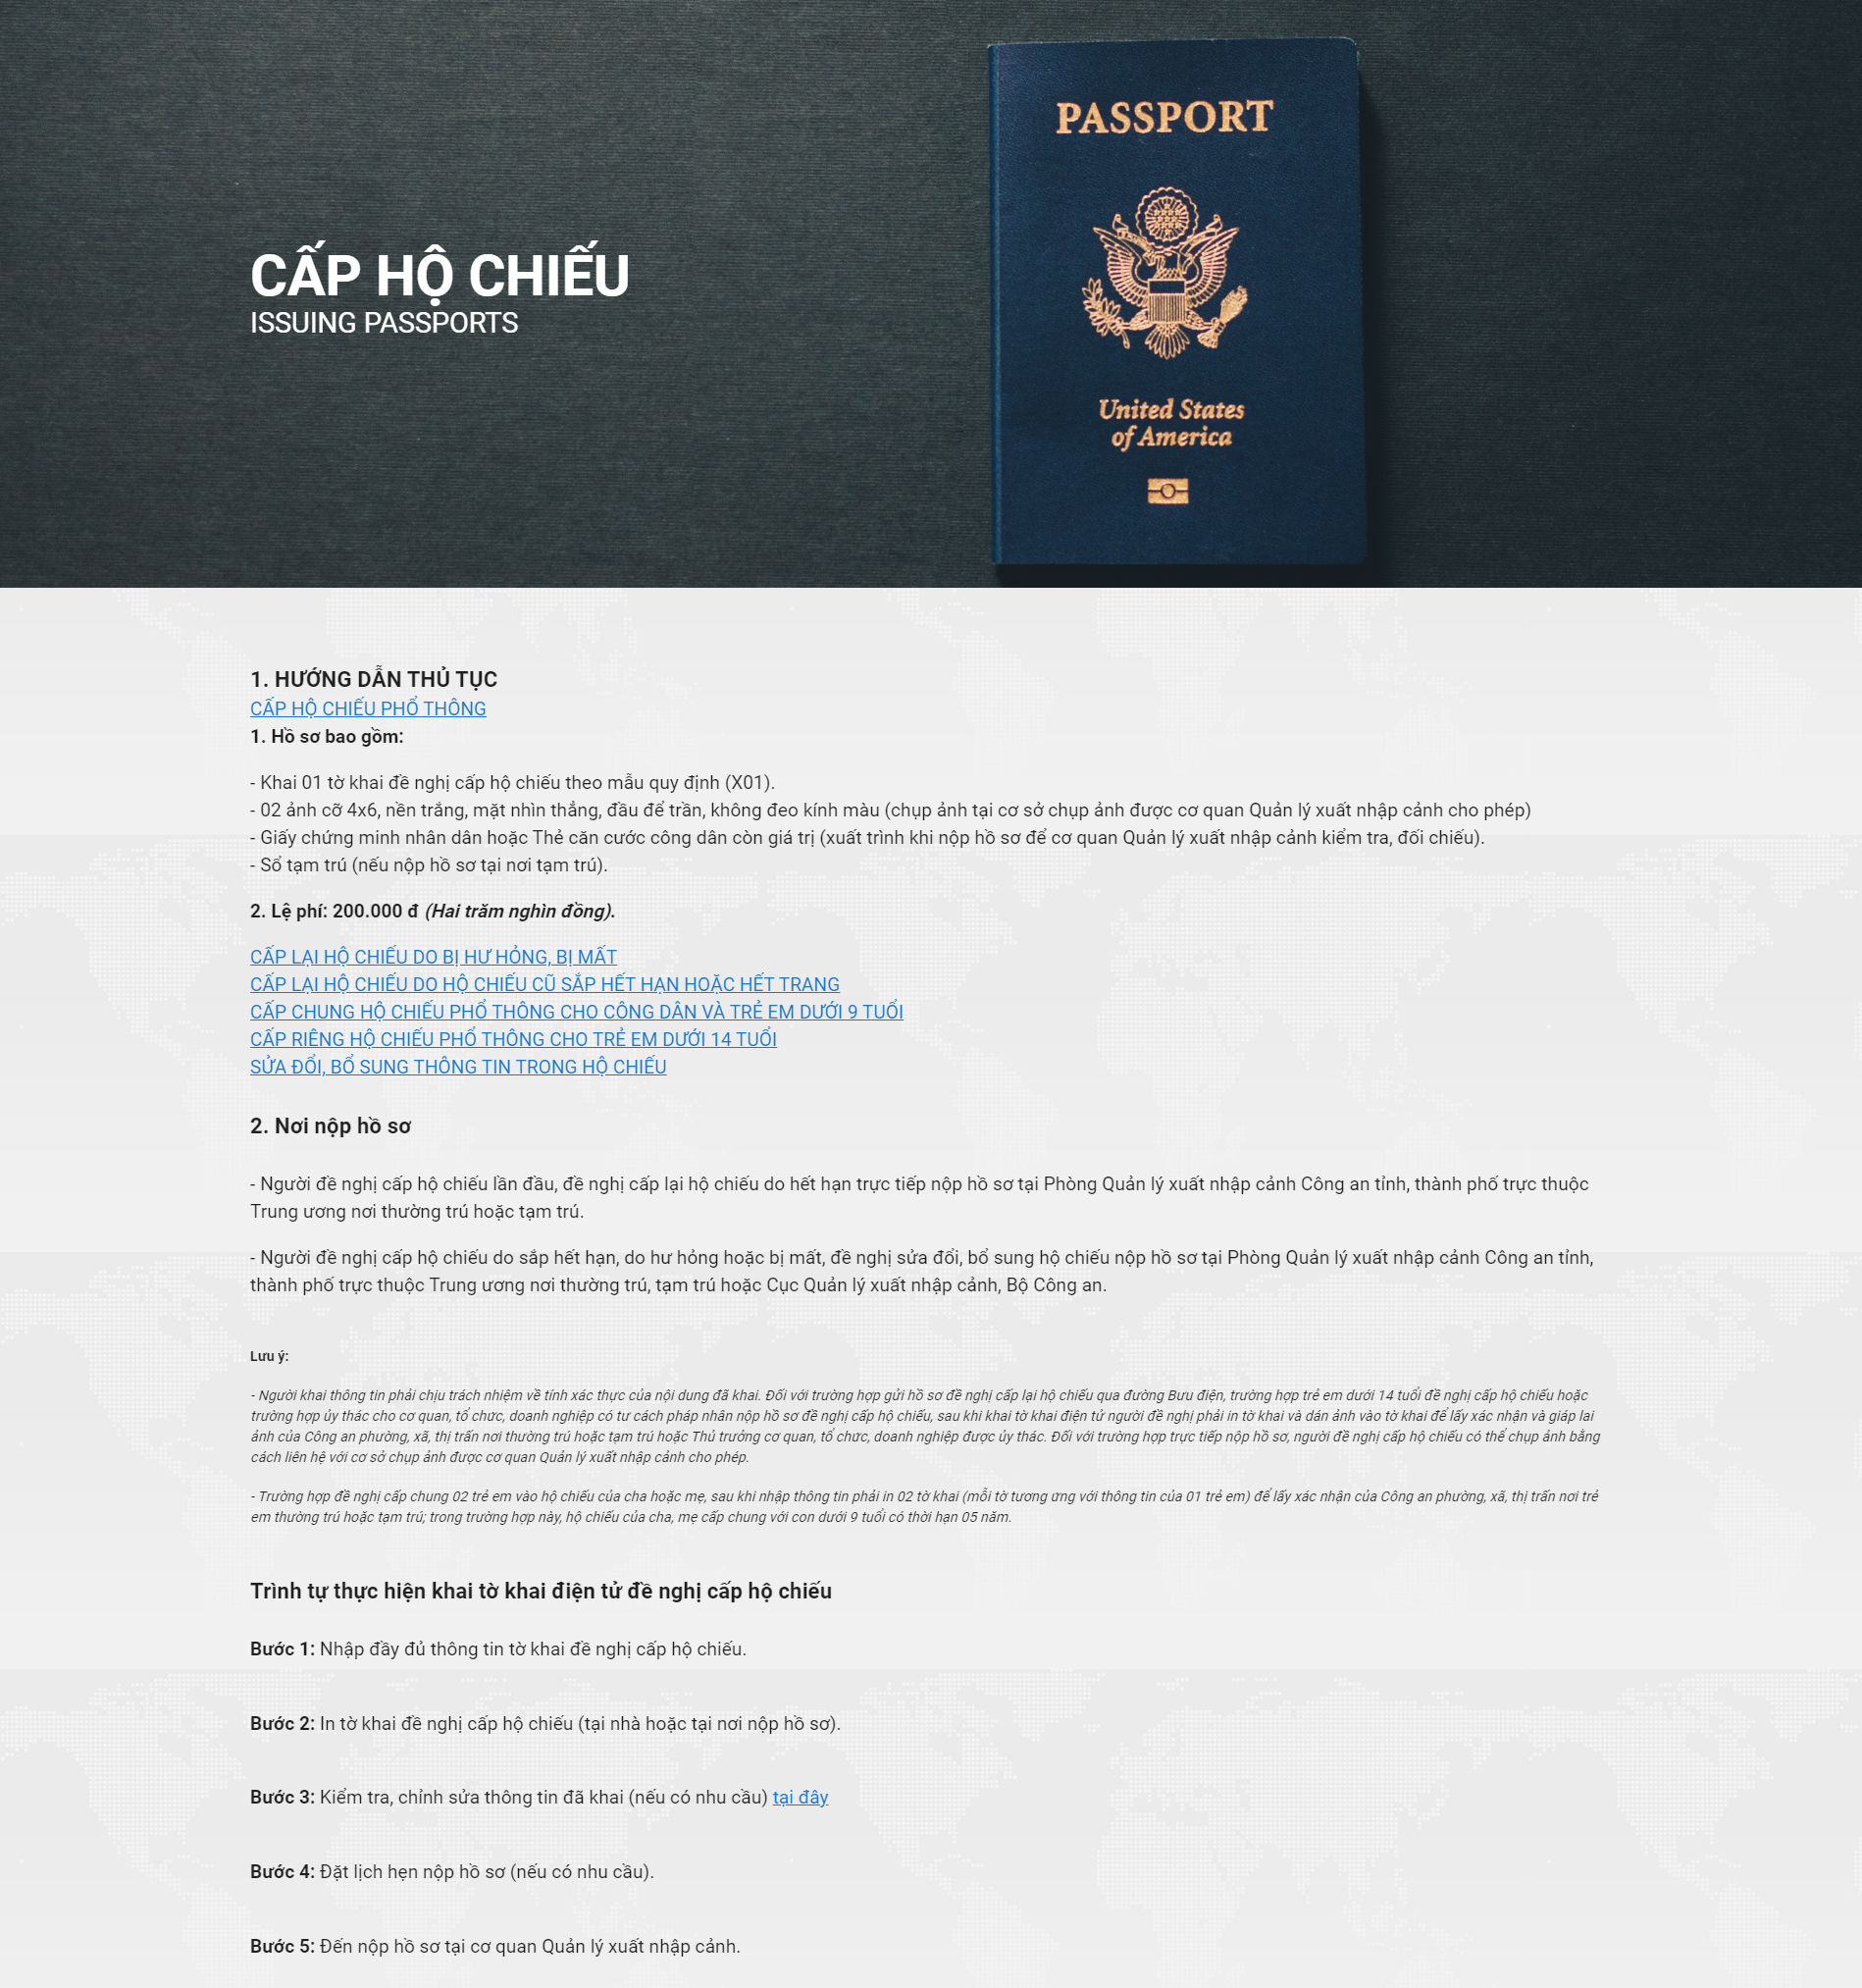 PASSPORT
United States
of America
CẤP HỘ CHIẾU
ISSUING PASSPORTS
1. HƯỚNG DẪN THỦ TỤC
CẤP HỘ CHIẾU PHỔ THÔNG
1. Hồ sơ bao gồm:
- Khai 01 tờ khai đề nghị cấp hộ chiếu theo mẫu quy định (X01).
- 02 ảnh cỡ 4x6, nền trắng, mặt nhìn thẳng, đầu để trần, không đeo kính màu (chụp ảnh tại cơ sở chụp ảnh được cơ quan Quản lý xuất nhập cảnh cho phép)
- Giấy chứng minh nhân dân hoặc Thẻ căn cước công dân còn giá trị (xuất trình khi nộp hồ sơ để cơ quan Quản lý xuất nhập cảnh kiểm tra, đối chiếu).
- Sổ tạm trú (nếu nộp hồ sơ tại nơi tạm trú).
2. Lệ phí: 200.000 đ (Hai trăm nghìn đồng).
CẤP LẠI HỘ CHIẾU DO BỊ HƯ HỎNG, BỊ MẤT
CẤP LẠI HỘ CHIẾU DO HỘ CHIẾU CŨ SẮP HẾT HẠN HOẶC HẾT TRANG
CẤP CHUNG HỘ CHIẾU PHỔ THÔNG CHO CÔNG DÂN VÀ TRẺ EM DƯỚI 9 TUỔI
CẤP RIÊNG HỘ CHIẾU PHỔ THÔNG CHO TRẺ EM DƯỚI 14 TUỔI
SỬA ĐỔI, BỔ SUNG THÔNG TIN TRONG HỘ CHIẾU
2. Nơi nộp hồ sơ
- Người đề nghị cấp hộ chiếu lần đầu, đề nghị cấp lại hộ chiếu do hết hạn trực tiếp nộp hồ sơ tại Phòng Quản lý xuất nhập cảnh Công an tỉnh, thành phố trực thuộc
Trung ương nơi thường trú hoặc tạm trú.
- Người đề nghị cấp hộ chiếu do sắp hết hạn, do hư hỏng hoặc bị mất, đề nghị sửa đổi, bổ sung hộ chiếu nộp hồ sơ tại Phòng Quản lý xuất nhập cảnh Công an tỉnh,
thành phố trực thuộc Trung ương nơi thường trú, tạm trú hoặc Cục Quản lý xuất nhập cảnh, Bộ Công an.
Lưu ý:
- Người khai thông tin phải chịu trách nhiệm về tính xác thực của nội dung đã khai. Đối với trường hợp gửi hồ sơ đề nghị cấp lại hộ chiếu qua đường Bưu điện, trường hợp trẻ em dưới 14 tuổi đề nghị cấp hộ chiếu hoặc
trường hợp ủy thác cho cơ quan, tổ chức, doanh nghiệp có tư cách pháp nhân nộp hồ sơ đề nghị cấp hộ chiếu, sau khi khai tờ khai điện tử người đề nghị phải in tờ khai và dán ảnh vào tờ khai để lấy xác nhận và giáp lai
ảnh của Công an phường, xã, thị trấn nơi thường trú hoặc tạm trú hoặc Thủ trưởng cơ quan, tổ chức, doanh nghiệp được ủy thác. Đối với trường hợp trực tiếp nộp hồ sơ, người đề nghị cấp hộ chiếu có thể chụp ảnh bằng
cách liên hệ với cơ sở chụp ảnh được cơ quan Quản lý xuất nhập cảnh cho phép.
- Trường hợp đề nghị cấp chung 02 trẻ em vào hộ chiếu của cha hoặc mẹ, sau khi nhập thông tin phải in 02 tờ khai (mỗi tờ tương ứng với thông tin của 01 trẻ em) để lấy xác nhận của Công an phường, xã, thị trấn nơi trẻ
em thường trú hoặc tạm trú; trong trường hợp này, hộ chiếu của cha, mẹ cấp chung với con dưới 9 tuổi có thời hạn 05 năm.
Trình tự thực hiện khai tờ khai điện tử đề nghị cấp hộ chiếu
Bước 1: Nhập đầy đủ thông tin tờ khai đề nghị cấp hộ chiếu.
Bước 2: In tờ khai đề nghị cấp hộ chiếu (tại nhà hoặc tại nơi nộp hồ sơ).
Bước 3: Kiểm tra, chỉnh sửa thông tin đã khai (nếu có nhu cầu) tại đây
Bước 4: Đặt lịch hẹn nộp hồ sơ (nếu có nhu cầu).
Bước 5: Đến nộp hồ sơ tại cơ quan Quản lý xuất nhập cảnh.